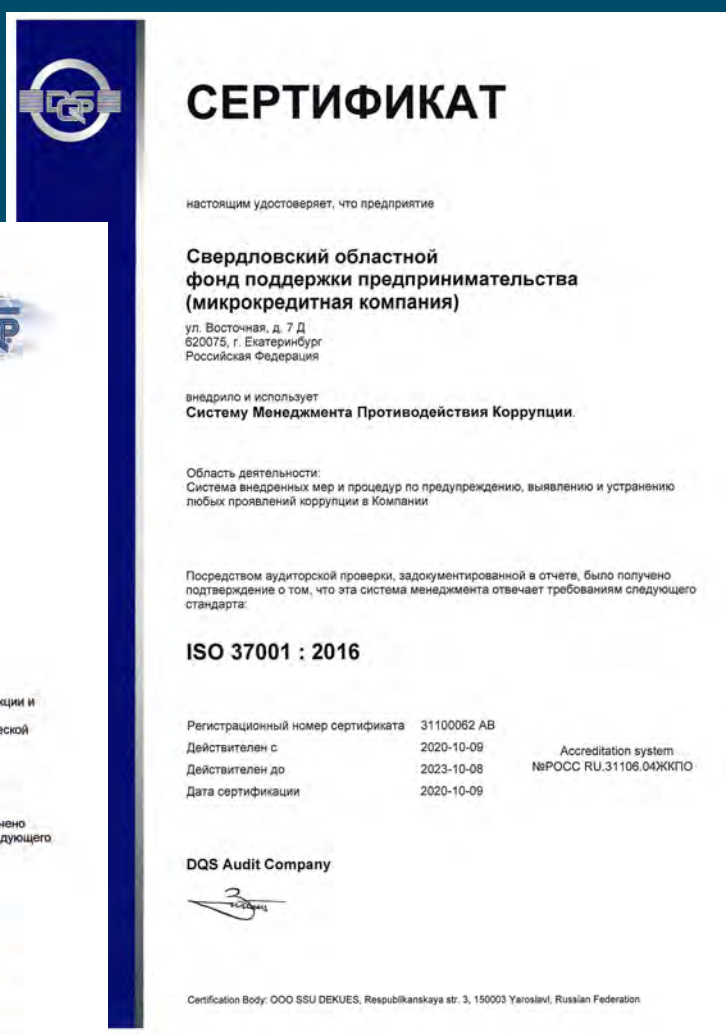 DQS
СЕРТИФИКАТ
настоящим удостоверяет, что предприятие
Свердловский областной
фонд поддержки предпринимательства
(микрокредитная компания)
ул. Восточная, д. 7 Д
620075, г. Екатеринбург
Российская Федерация
внедрило и использует
Систему Менеджмента Противодействия Коррупции.
Область деятельности:
Система внедренных мер и процедур по предупреждению, выявлению и устранению
любых проявлений коррупции в Компании
Посредством аудиторской проверки, задокументированной в отчете, было получено
подтверждение о том, что эта система менеджмента отвечает требованиям следующего
стандарта:
ISO 37001 : 2016
Регистрационный номер сертификата 31100062 AB
Действителен с 2020-10-09
Действителен до 2023-10-08
Дата сертификации 2020-10-09
Accreditation system
№РОСС RU.31106.04ЖКПО
DQS Audit Company
Certification Body: OOO SSU DEKUES, Respublikanskaya str. 3, 150003 Yaroslavl, Russian Federation
кции и
еской
чено
дующего